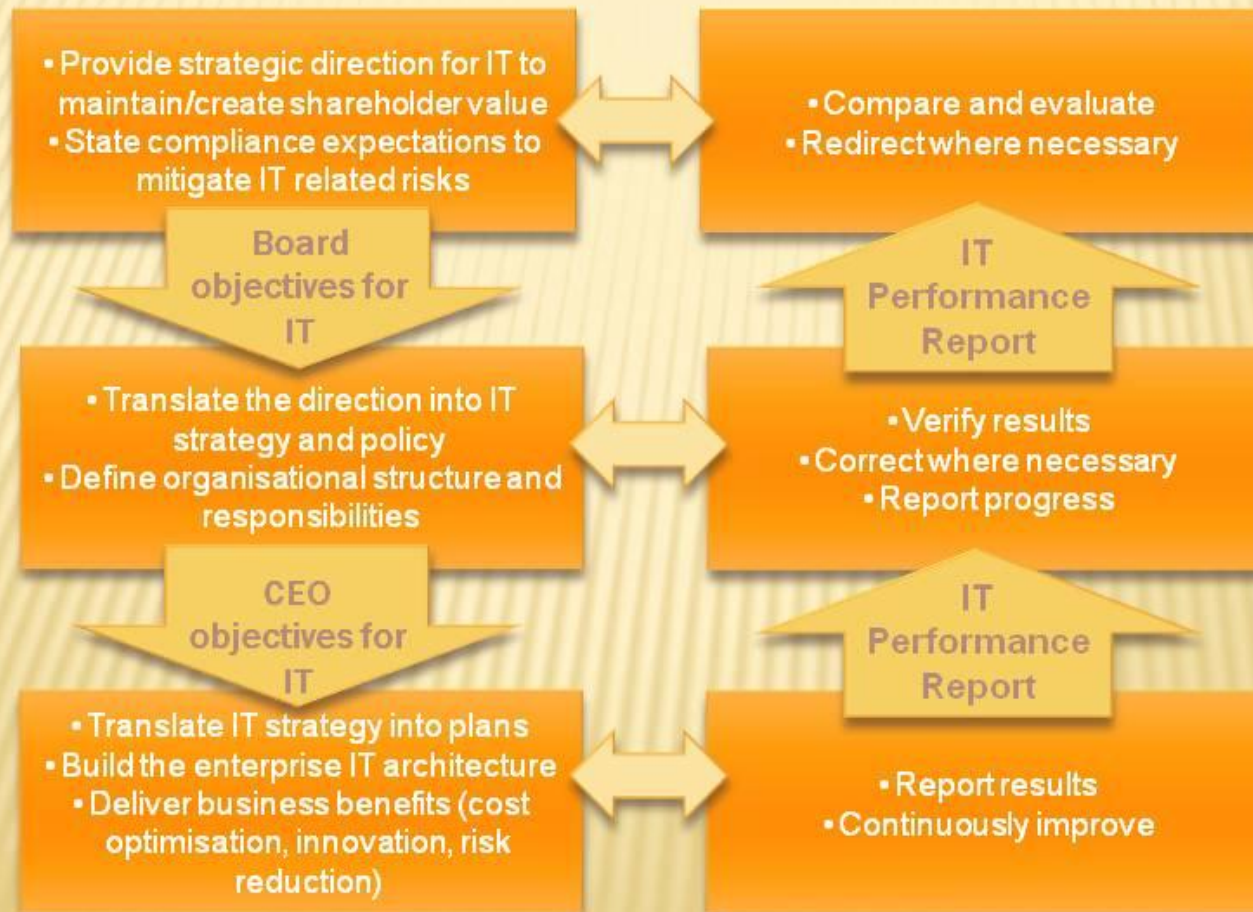 ▪ Provide strategic direction for IT to
maintain/create shareholder value
▪ State compliance expectations to
mitigate IT related risks
▪ Compare and evaluate
▪ Redirect where necessary
Board
objectives for
IT
IT
Performance
Report
▪ Translate the direction into IT
strategy and policy
▪ Define organisational structure and
responsibilities
▪ Verify results
▪ Correct where necessary
▪ Report progress
CEO
objectives for
IT
IT
Performance
Report
▪ Translate IT strategy into plans
▪ Build the enterprise IT architecture
▪ Deliver business benefits (cost
optimisation, innovation, risk
reduction)
▪ Report results
▪ Continuously improve